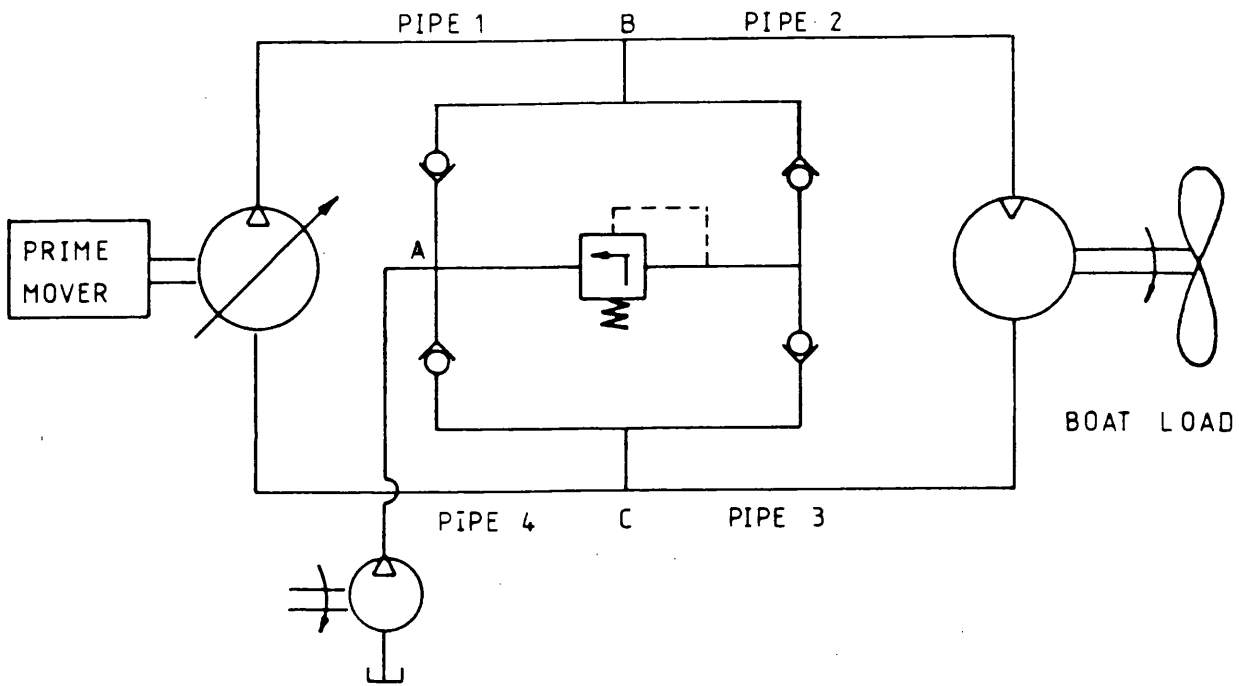 PIPE 1
B
PIPE 2
PRIME
MOVER
A
BOAT LOAD
PIPE 4
C
PIPE 3